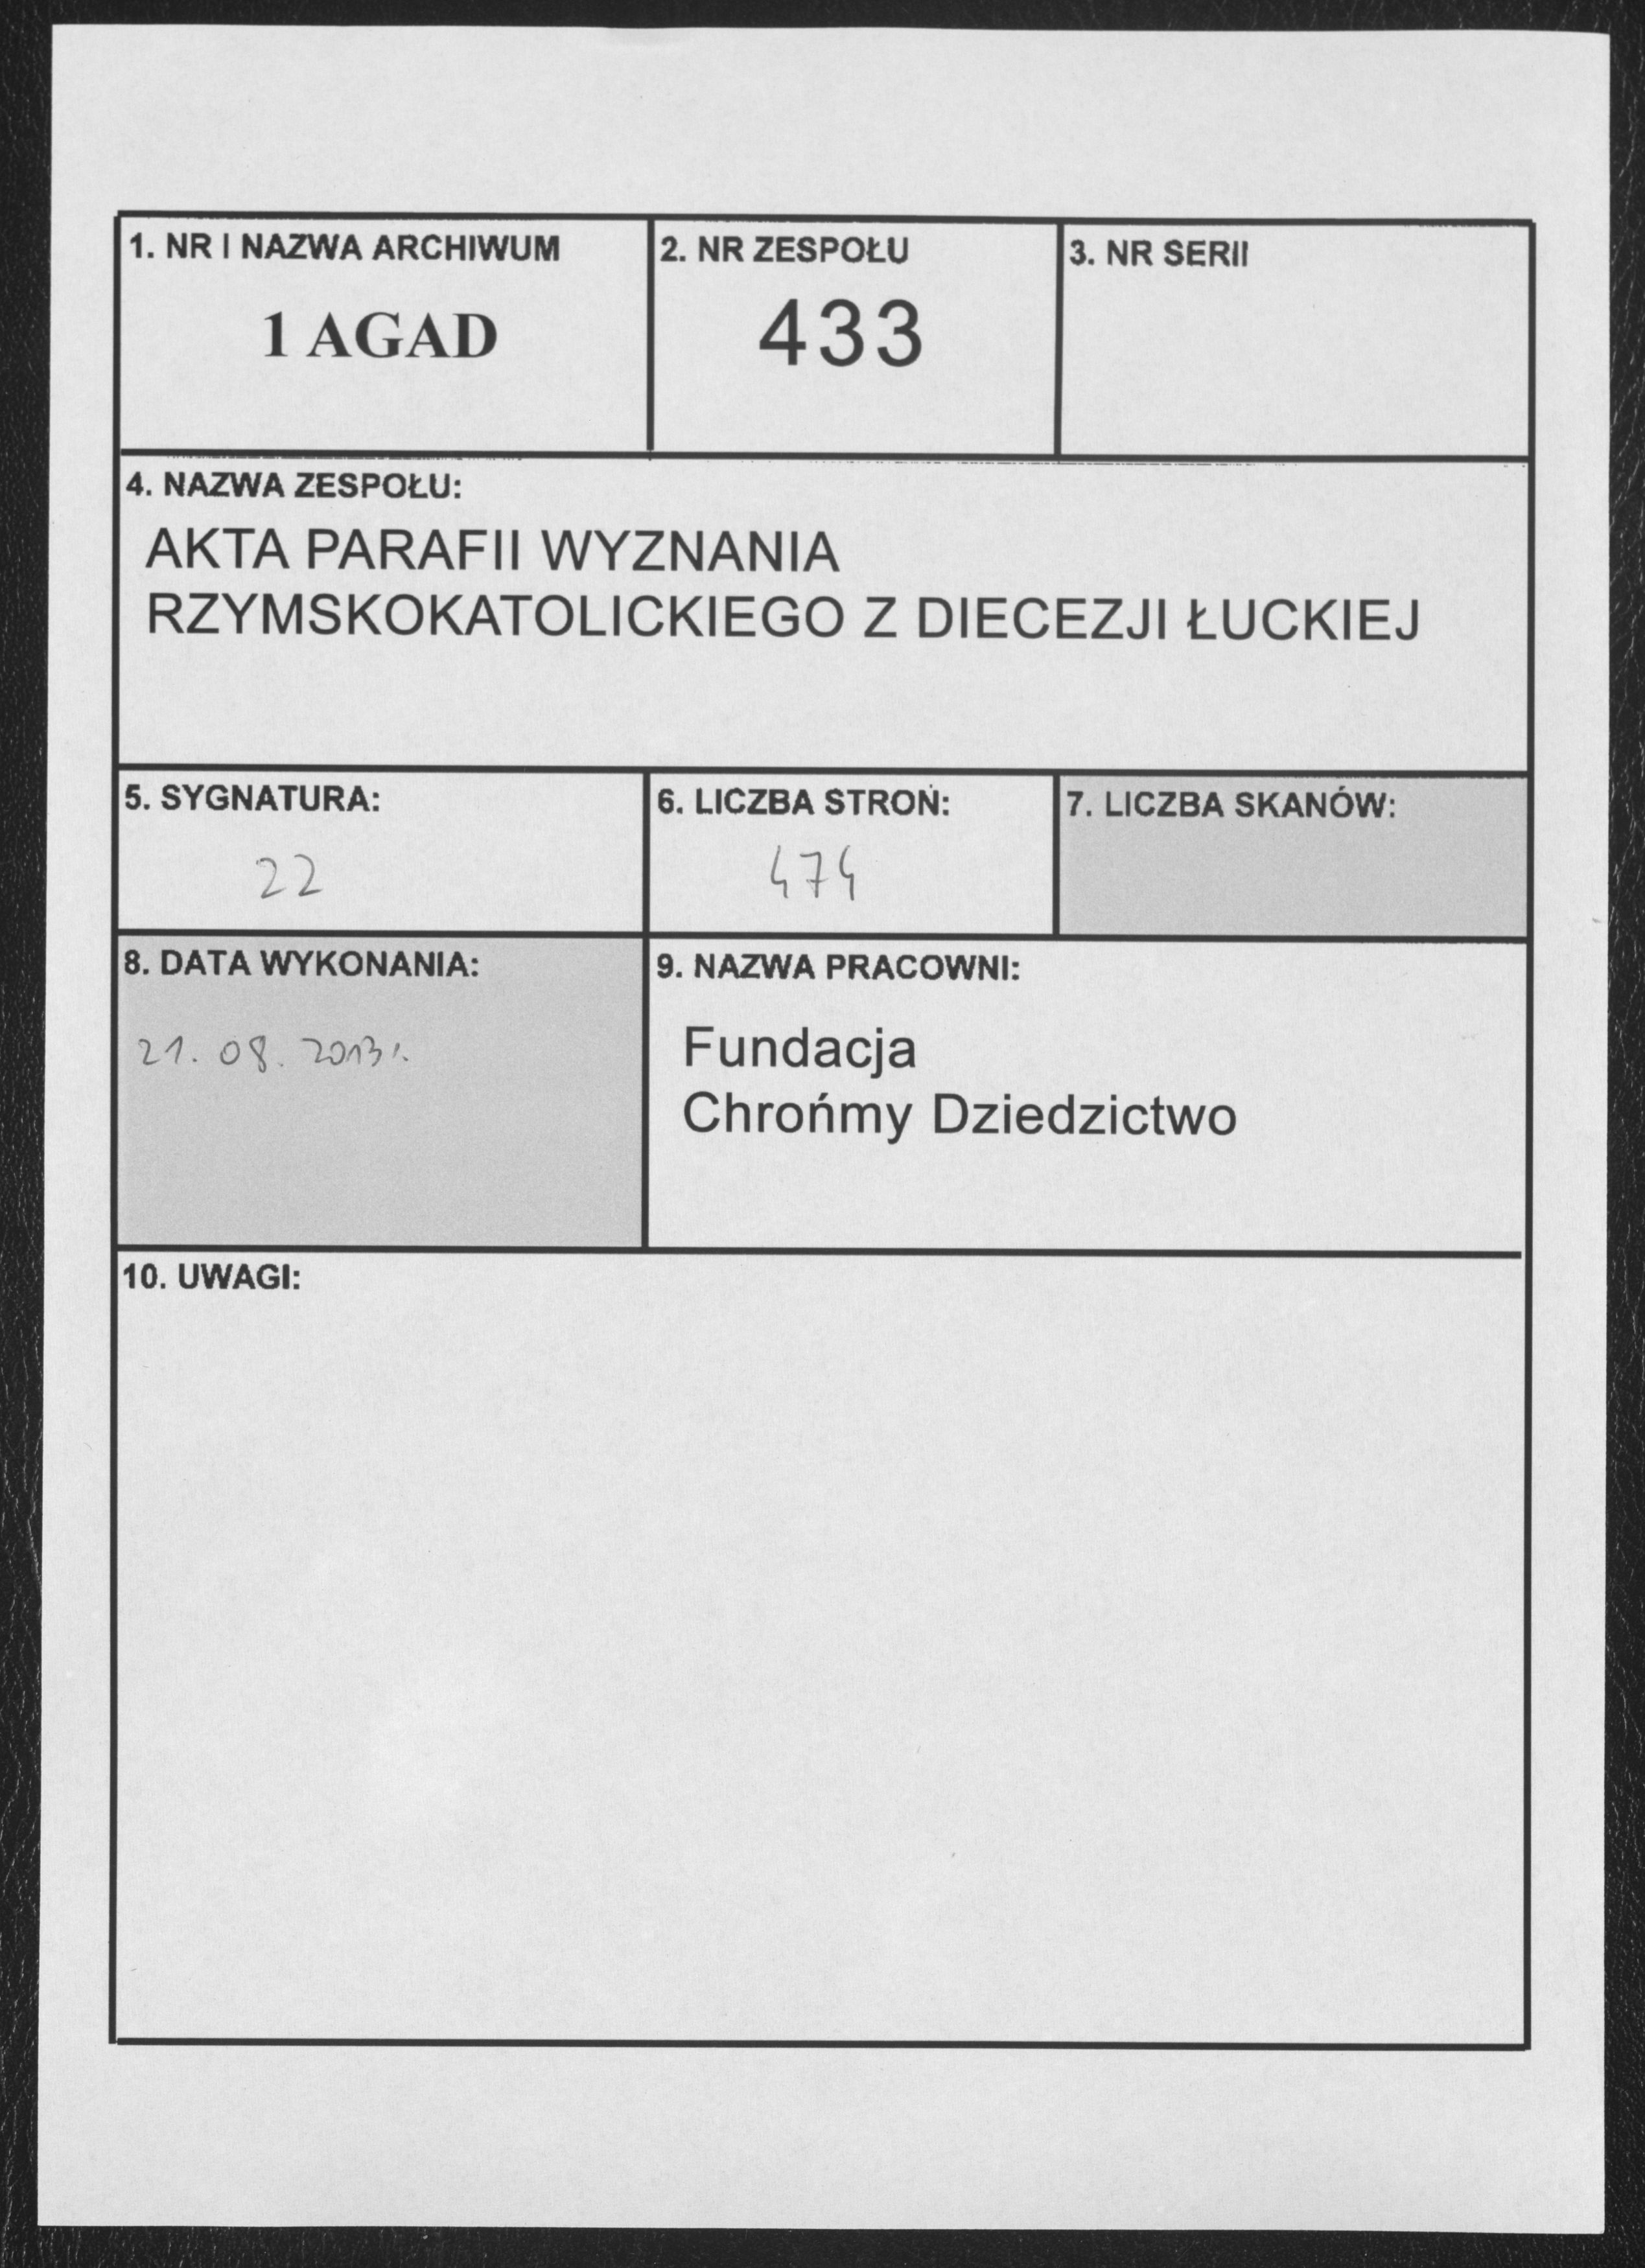 1. NR I NAZWA ARCHIWUM
1 AGAD
2. NR ZESPOŁU
433
3. NR SERII
4. NAZWA ZESPOŁU:
AKTA PARAFII WYZNANIA
RZYMSKOKATOLICKIEGO Z DIECEZJI ŁUCKIEJ
5. SYGNATURA:
22
6. LICZBA STRON:
474
7. LICZBA SKANÓW:
8. DATA WYKONANIA:
21. 08. 2013r.
9. NAZWA PRACOWNI:
Fundacja
Chrońmy Dziedzictwo
10. UWAGI: